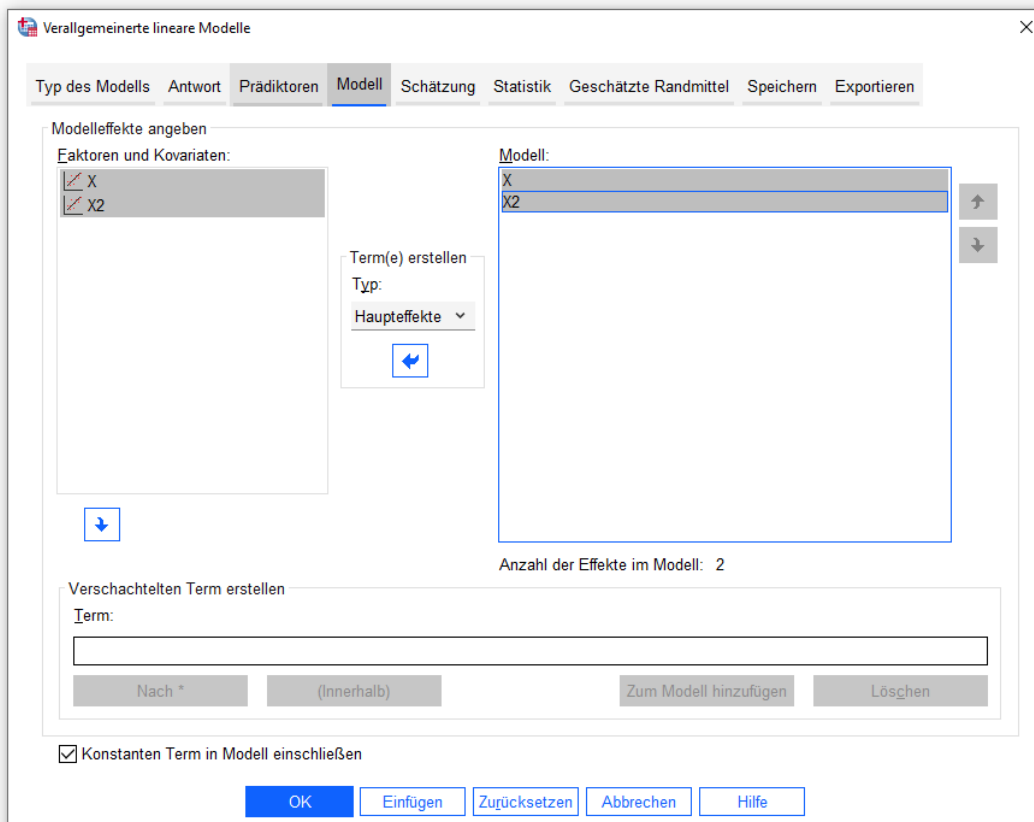 Verallgemeinerte lineare Modelle
Typ des Modells Antwort Prädiktoren Modell Schätzung Statistik Geschätzte Randmittel Speichern Exportieren
Modelleffekte angeben
Faktoren und Kovariaten:
X
X2
Term(e) erstellen
Typ:
Haupteffekte
Modell:
X
X2
Anzahl der Effekte im Modell: 2
Verschachtelten Term erstellen
Term:
Nach * (Innerhalb) Zum Modell hinzufügen Löschen
Konstanten Term in Modell einschließen
OK Einfügen Zurücksetzen Abbrechen Hilfe